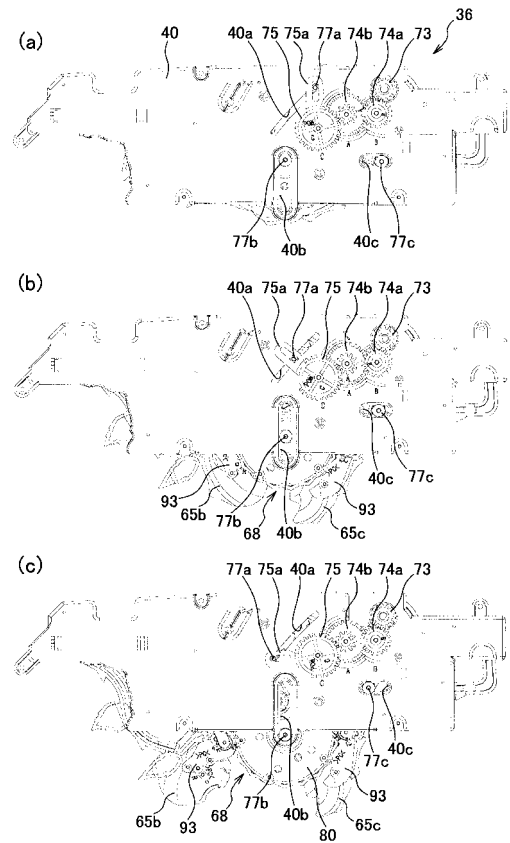 (a)
40 40a 75 75a 77a 74b 74a 73 36
C A B
77b 40b 40c 77c
(b)
40a 75a 77a 75 74b 74a 73
A B
C
40c 77c
93 65b 77b 68 40b 93 65c
(c)
77a 75a 40a 75 74b 74a 73
C A B
77c 40c
65b 93 68 77b 40b 80 93 65c